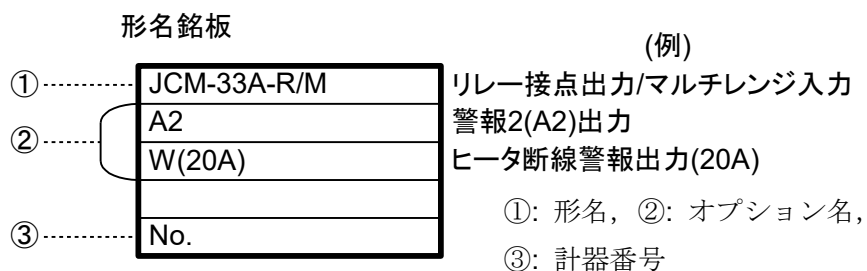 形名銘板
(例)
① JCM-33A-R/M リレー接点出力/マルチレンジ入力
② A2 警報2(A2)出力
W(20A) ヒータ断線警報出力(20A)
③ No.
①: 形名, ②: オプション名,
③: 計器番号